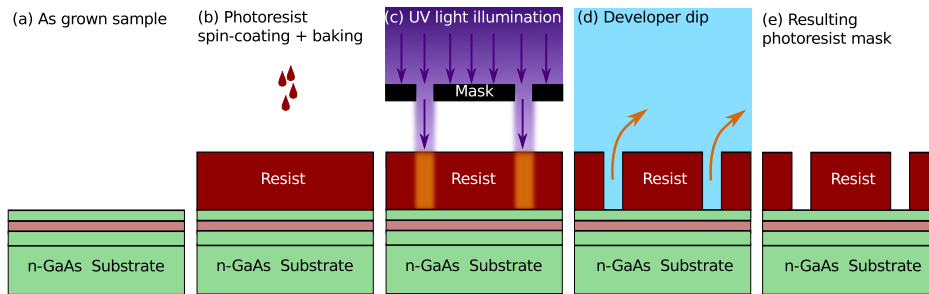 (a) As grown sample
(b) Photoresist
spin-coating + baking
(c) UV light illumination
(d) Developer dip
(e) Resulting
photoresist mask
Mask
Resist
Resist
Resist
Resist
n-GaAs Substrate
n-GaAs Substrate
n-GaAs Substrate
n-GaAs Substrate
n-GaAs Substrate